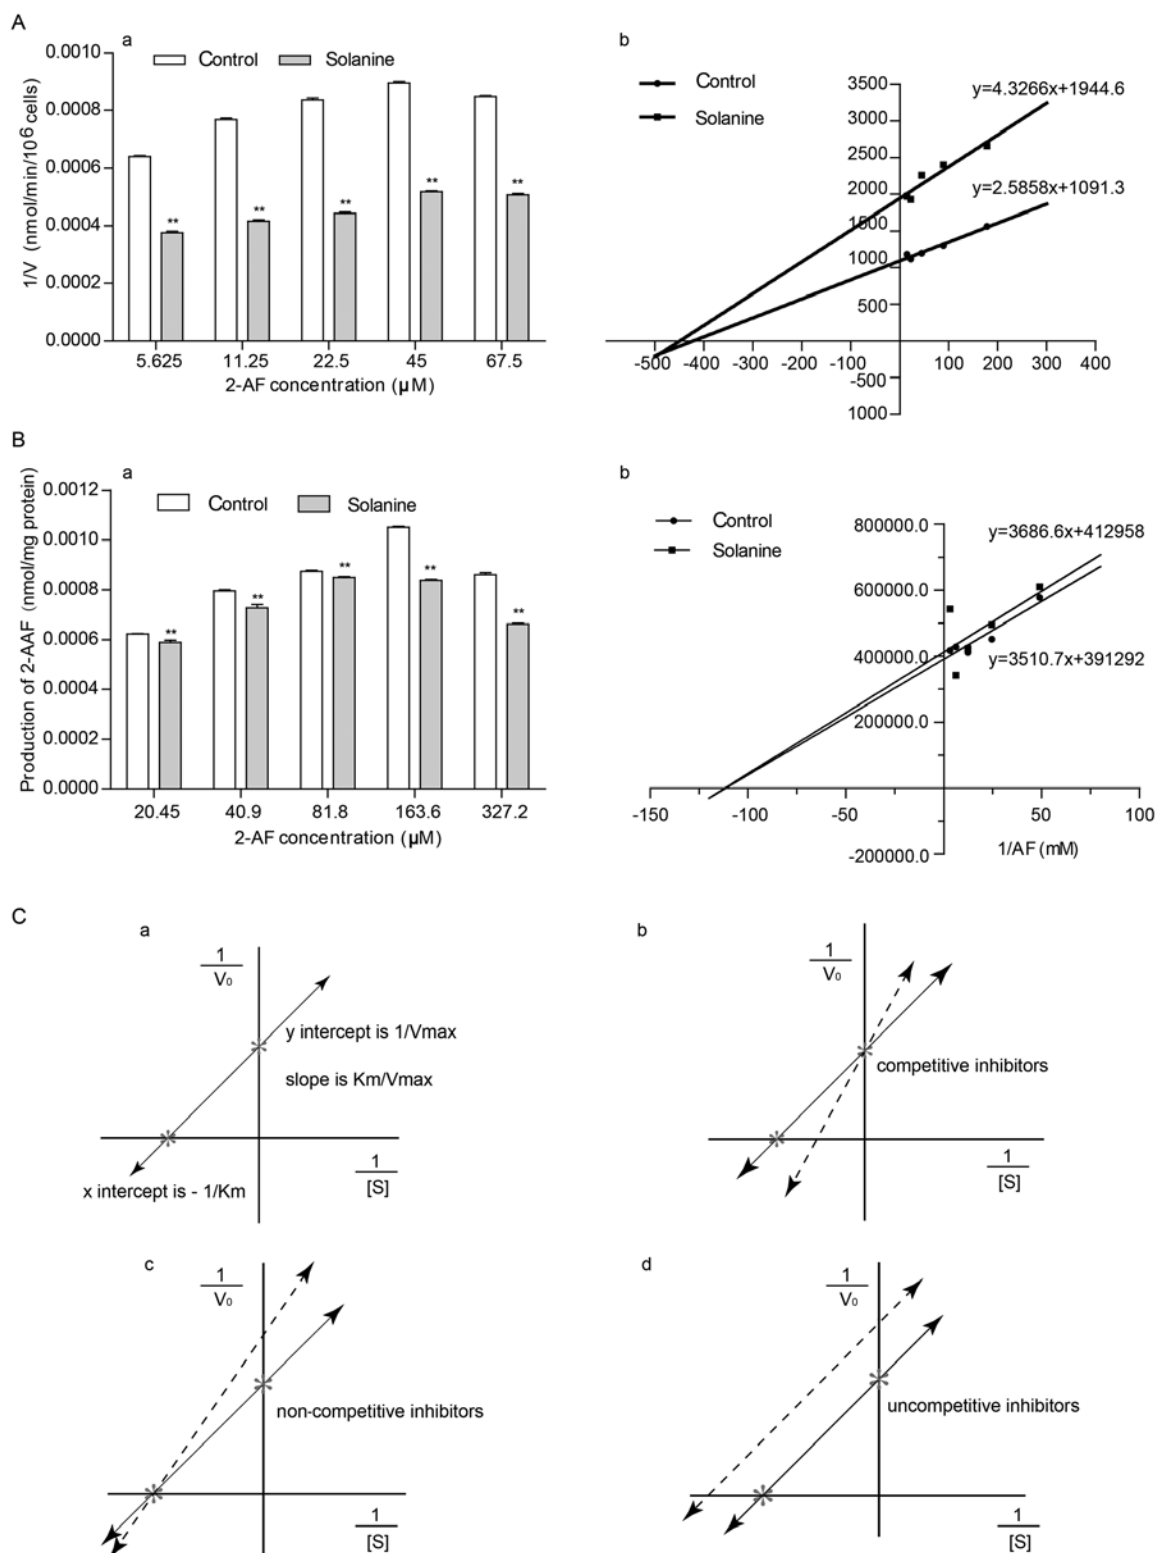 A
a
Control
Solanine
0.0010
0.0008
0.0006
0.0004
0.0002
0.0000
1/V (nmol/min/10⁶ cells)
**
**
**
**
**
5.625 11.25 22.5 45 67.5
2-AF concentration (µM)
b
Control
Solanine
y=4.3266x+1944.6
y=2.5858x+1091.3
3500
3000
2500
2000
1500
1000
500
-500 -400 -300 -200 -100 0 100 200 300 400
-500
1000
B
a
Control
Solanine
0.0012
0.0010
0.0008
0.0006
0.0004
0.0002
0.0000
Production of 2-AAF (nmol/mg protein)
**
**
**
**
**
20.45 40.9 81.8 163.6 327.2
2-AF concentration (µM)
b
Control
Solanine
y=3686.6x+412958
y=3510.7x+391292
800000.0
600000.0
400000.0
200000.0
-150 -100 -50 0 50 100
-200000.0
1/AF (mM)
C
a
1
V₀
y intercept is 1/Vmax
slope is Km/Vmax
x intercept is - 1/Km
1
[S]
b
1
V₀
competitive inhibitors
1
[S]
c
1
V₀
non-competitive inhibitors
1
[S]
d
1
V₀
uncompetitive inhibitors
1
[S]